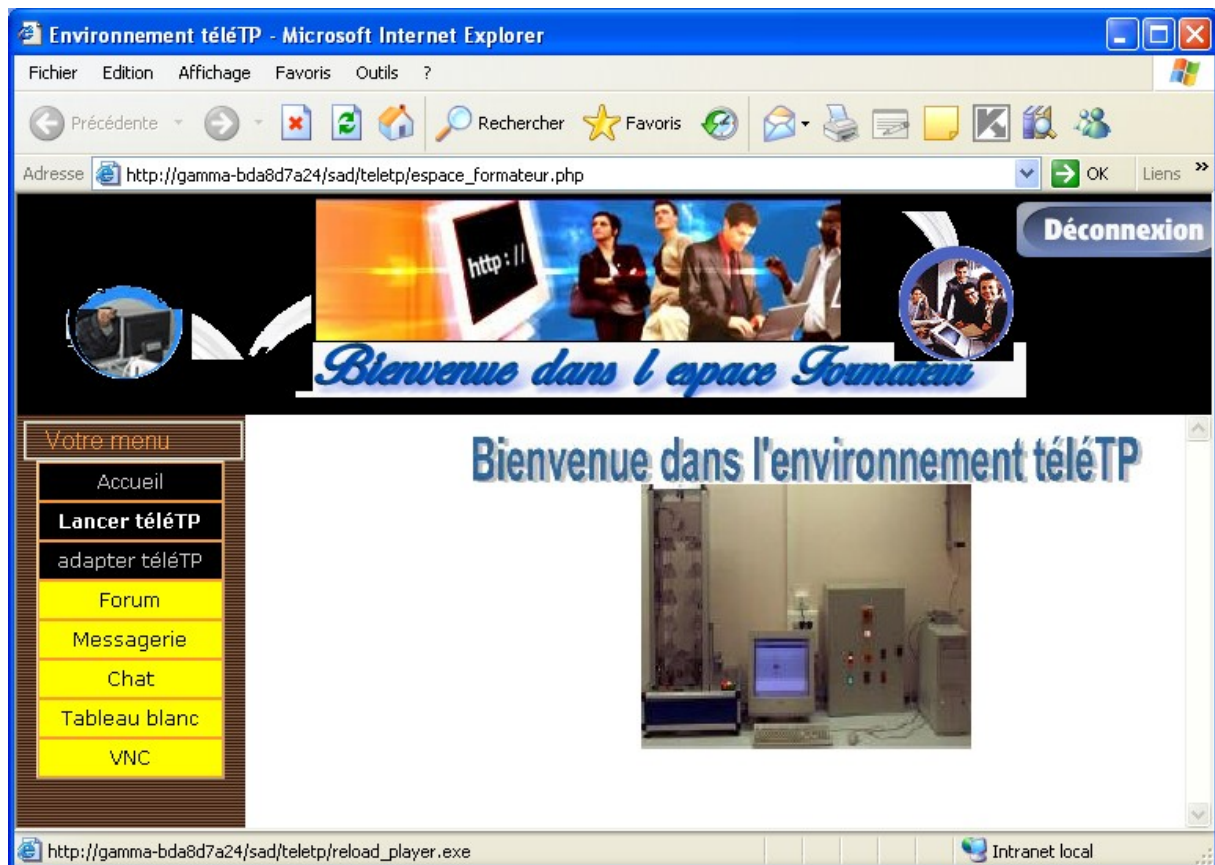 Environnement téléTP - Microsoft Internet Explorer
Fichier Edition Affichage Favoris Outils ?
Précédente Rechercher Favoris
Adresse http://gamma-bda8d7a24/sad/teletp/espace_formateur.php OK Liens »
Déconnexion
http://
Bienvenue dans l espace Formateur
Votre menu
Bienvenue dans l'environnement téléTP
Accueil
Lancer téléTP
adapter téléTP
Forum
Messagerie
Chat
Tableau blanc
VNC
http://gamma-bda8d7a24/sad/teletp/reload_player.exe Intranet local